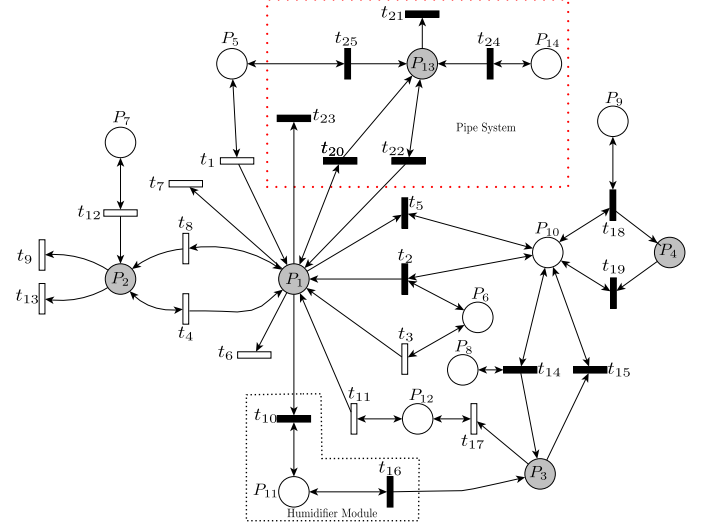 t21
P5
t25
t24
P14
P13
t23
Pipe System
P9
P7
t20
t22
t1
t7
t5
t12
t8
P10
t18
t9
P2
P1
t2
t19
P4
t13
t4
P6
t3
t6
P8
t14
t15
t11
P12
t10
t17
t16
P3
P11
Humidifier Module